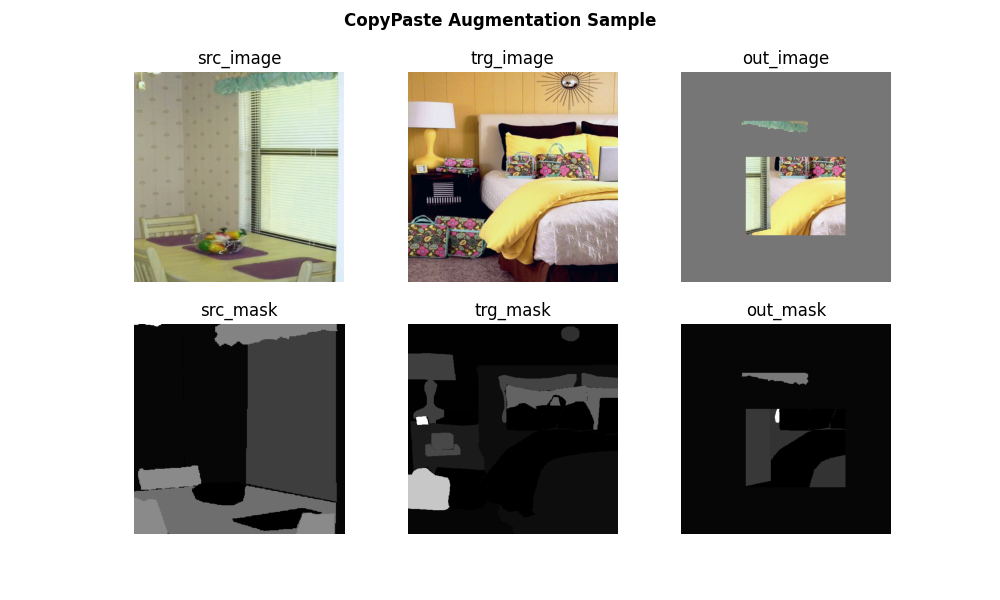 CopyPaste Augmentation Sample
src_image
trg_image
out_image
src_mask
trg_mask
out_mask